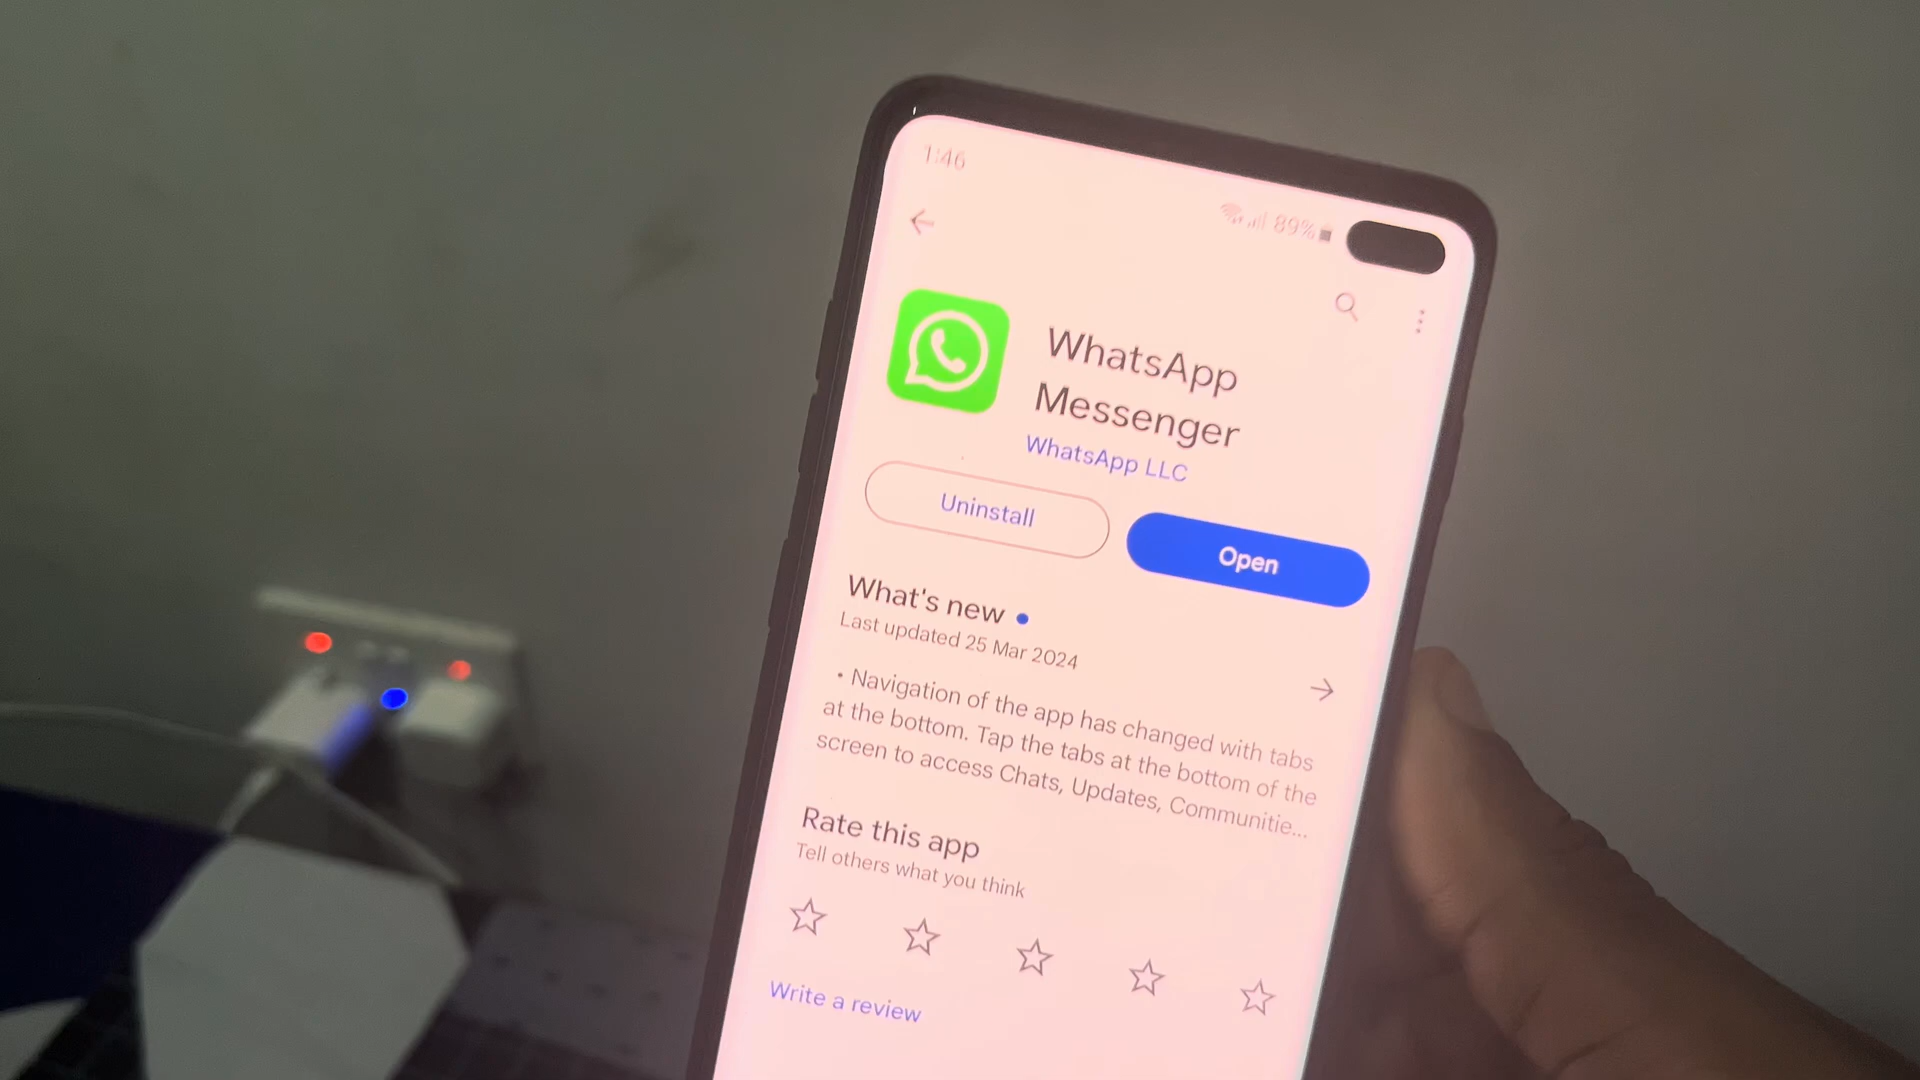 1:46
89%
WhatsApp
Messenger
WhatsApp LLC
Uninstall
Open
What's new
Last updated 25 Mar 2024
• Navigation of the app has changed with tabs
at the bottom. Tap the tabs at the bottom of the
screen to access Chats, Updates, Communitie...
Rate this app
Tell others what you think
Write a review